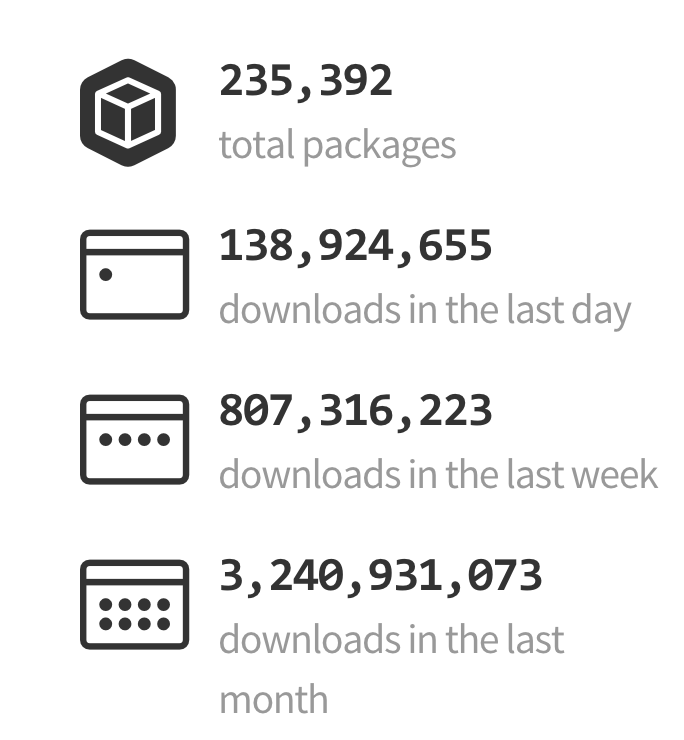 235,392
total packages
138,924,655
downloads in the last day
807,316,223
downloads in the last week
3,240,931,073
downloads in the last
month